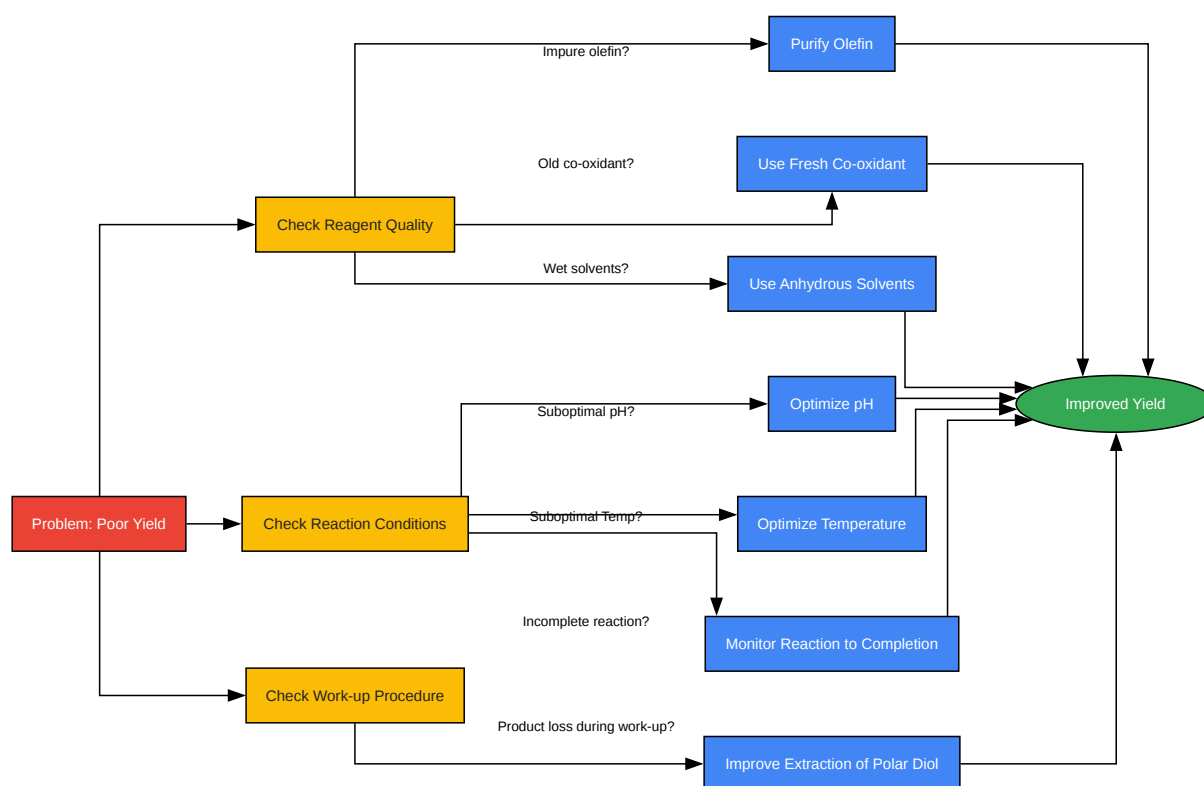 Purify Olefin
Impure olefin?
Old co-oxidant?
Use Fresh Co-oxidant
Check Reagent Quality
Wet solvents?
Use Anhydrous Solvents
Optimize pH
Improved Yield
Suboptimal pH?
Problem: Poor Yield
Check Reaction Conditions
Suboptimal Temp?
Optimize Temperature
Incomplete reaction?
Monitor Reaction to Completion
Check Work-up Procedure
Product loss during work-up?
Improve Extraction of Polar Diol